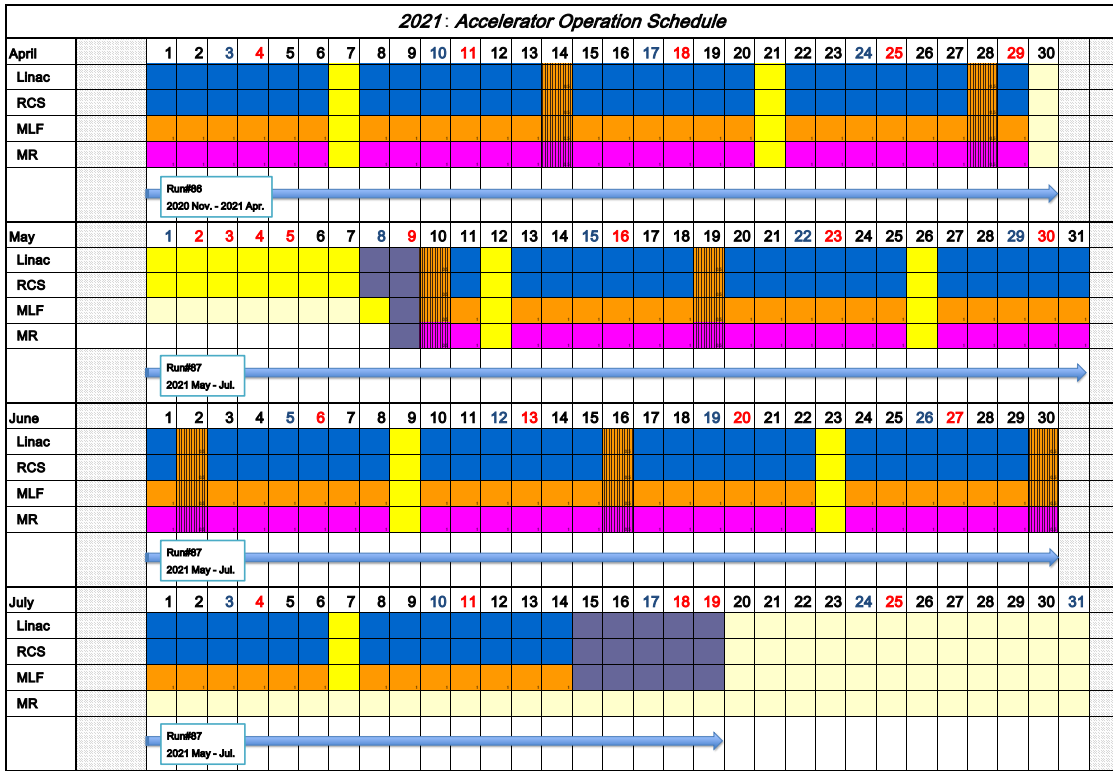 2021: Accelerator Operation Schedule
April 1 2 3 4 5 6 7 8 9 10 11 12 13 14 15 16 17 18 19 20 21 22 23 24 25 26 27 28 29 30
Linac
RCS
MLF
MR
Run#86
2020 Nov. - 2021 Apr.
May 1 2 3 4 5 6 7 8 9 10 11 12 13 14 15 16 17 18 19 20 21 22 23 24 25 26 27 28 29 30 31
Linac
RCS
MLF
MR
Run#87
2021 May - Jul.
June 1 2 3 4 5 6 7 8 9 10 11 12 13 14 15 16 17 18 19 20 21 22 23 24 25 26 27 28 29 30
Linac
RCS
MLF
MR
Run#87
2021 May - Jul.
July 1 2 3 4 5 6 7 8 9 10 11 12 13 14 15 16 17 18 19 20 21 22 23 24 25 26 27 28 29 30 31
Linac
RCS
MLF
MR
Run#87
2021 May - Jul.